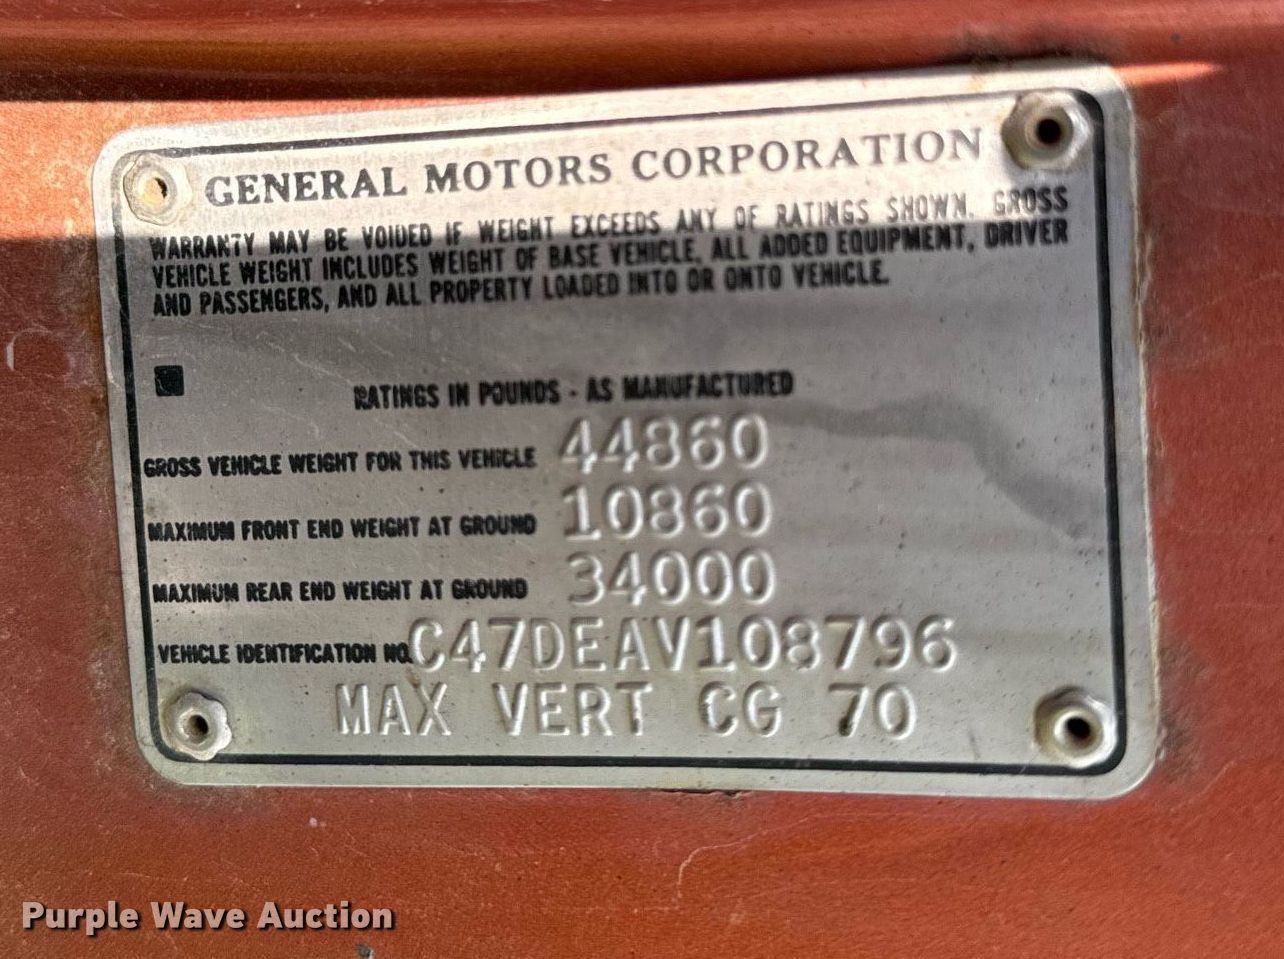 GENERAL MOTORS CORPORATION
WARRANTY MAY BE VOIDED IF WEIGHT EXCEEDS ANY OF RATINGS SHOWN. GROSS
VEHICLE WEIGHT INCLUDES WEIGHT OF BASE VEHICLE, ALL ADDED EQUIPMENT, DRIVER
AND PASSENGERS, AND ALL PROPERTY LOADED INTO OR ONTO VEHICLE.
RATINGS IN POUNDS - AS MANUFACTURED
GROSS VEHICLE WEIGHT FOR THIS VEHICLE 44860
MAXIMUM FRONT END WEIGHT AT GROUND 10860
MAXIMUM REAR END WEIGHT AT GROUND 34000
VEHICLE IDENTIFICATION NO. C47DEAV108796
MAX VERT CG 70
Purple Wave Auction